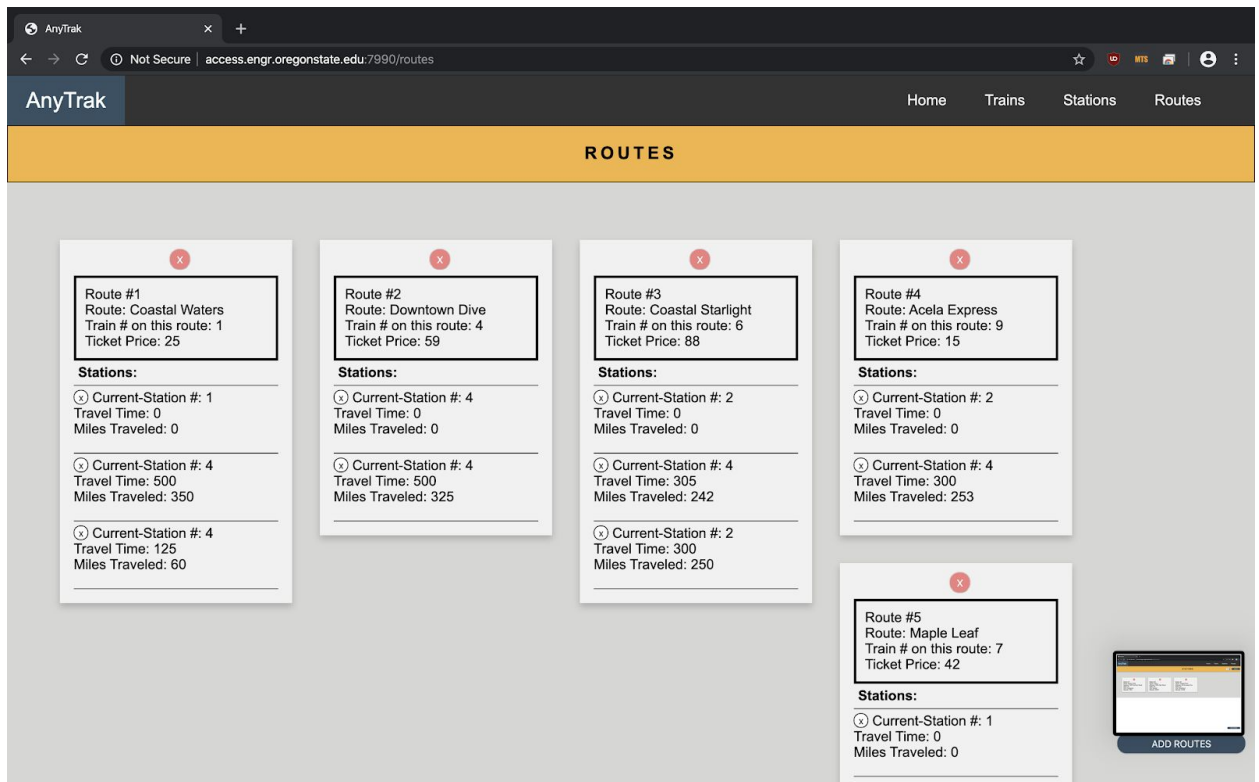 AnyTrak
Not Secure
access.engr.oregonstate.edu:7990/routes
UD
MTS
AnyTrak
Home
Trains
Stations
Routes
ROUTES
X
Route #1
Route: Coastal Waters
Train # on this route: 1
Ticket Price: 25
Stations:
x Current-Station #: 1
Travel Time: 0
Miles Traveled: 0
x Current-Station #: 4
Travel Time: 500
Miles Traveled: 350
x Current-Station #: 4
Travel Time: 125
Miles Traveled: 60
X
Route #2
Route: Downtown Dive
Train # on this route: 4
Ticket Price: 59
Stations:
x Current-Station #: 4
Travel Time: 0
Miles Traveled: 0
x Current-Station #: 4
Travel Time: 500
Miles Traveled: 325
X
Route #3
Route: Coastal Starlight
Train # on this route: 6
Ticket Price: 88
Stations:
x Current-Station #: 2
Travel Time: 0
Miles Traveled: 0
x Current-Station #: 4
Travel Time: 305
Miles Traveled: 242
x Current-Station #: 2
Travel Time: 300
Miles Traveled: 250
X
Route #4
Route: Acela Express
Train # on this route: 9
Ticket Price: 15
Stations:
x Current-Station #: 2
Travel Time: 0
Miles Traveled: 0
x Current-Station #: 4
Travel Time: 300
Miles Traveled: 253
X
Route #5
Route: Maple Leaf
Train # on this route: 7
Ticket Price: 42
Stations:
x Current-Station #: 1
Travel Time: 0
Miles Traveled: 0
ADD ROUTES